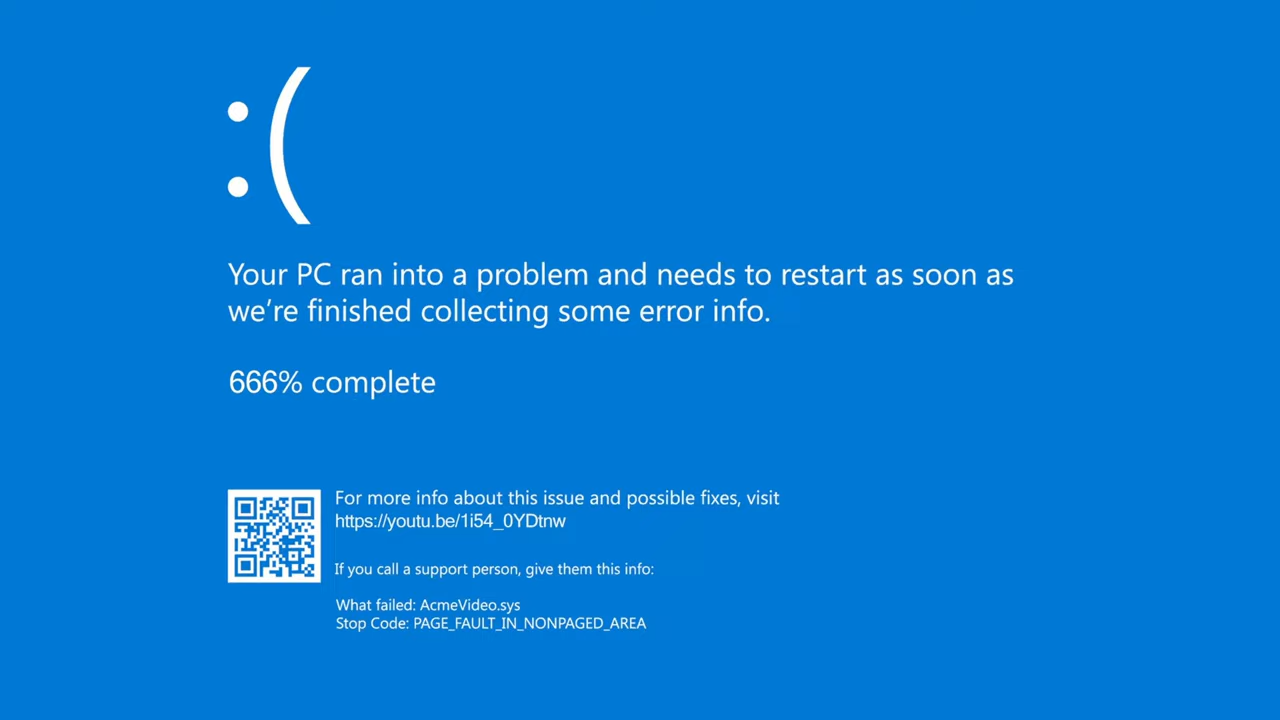 :(
Your PC ran into a problem and needs to restart as soon as
we’re finished collecting some error info.
666% complete
For more info about this issue and possible fixes, visit
https://youtu.be/1i54_0YDtnw
If you call a support person, give them this info:
What failed: AcmeVideo.sys
Stop Code: PAGE_FAULT_IN_NONPAGED_AREA